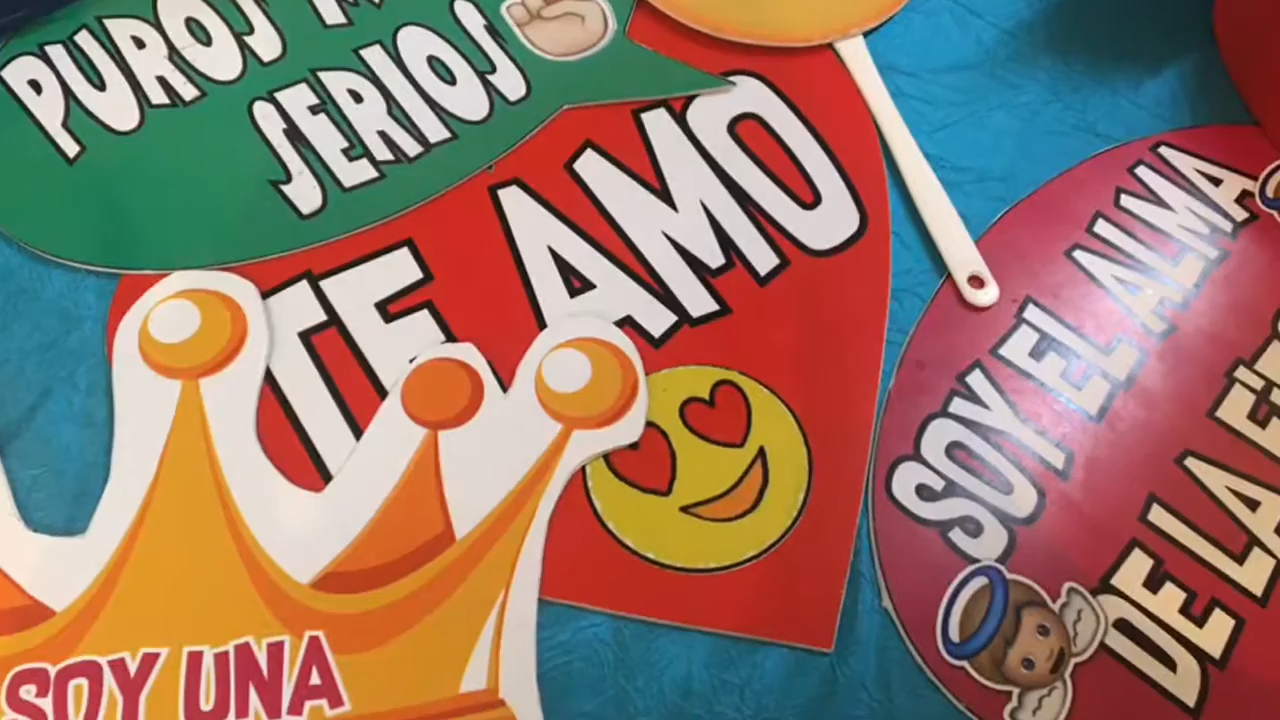 PUROS
SERIOS
TE AMO
SOY EL ALMA
DE LA
SOY UNA